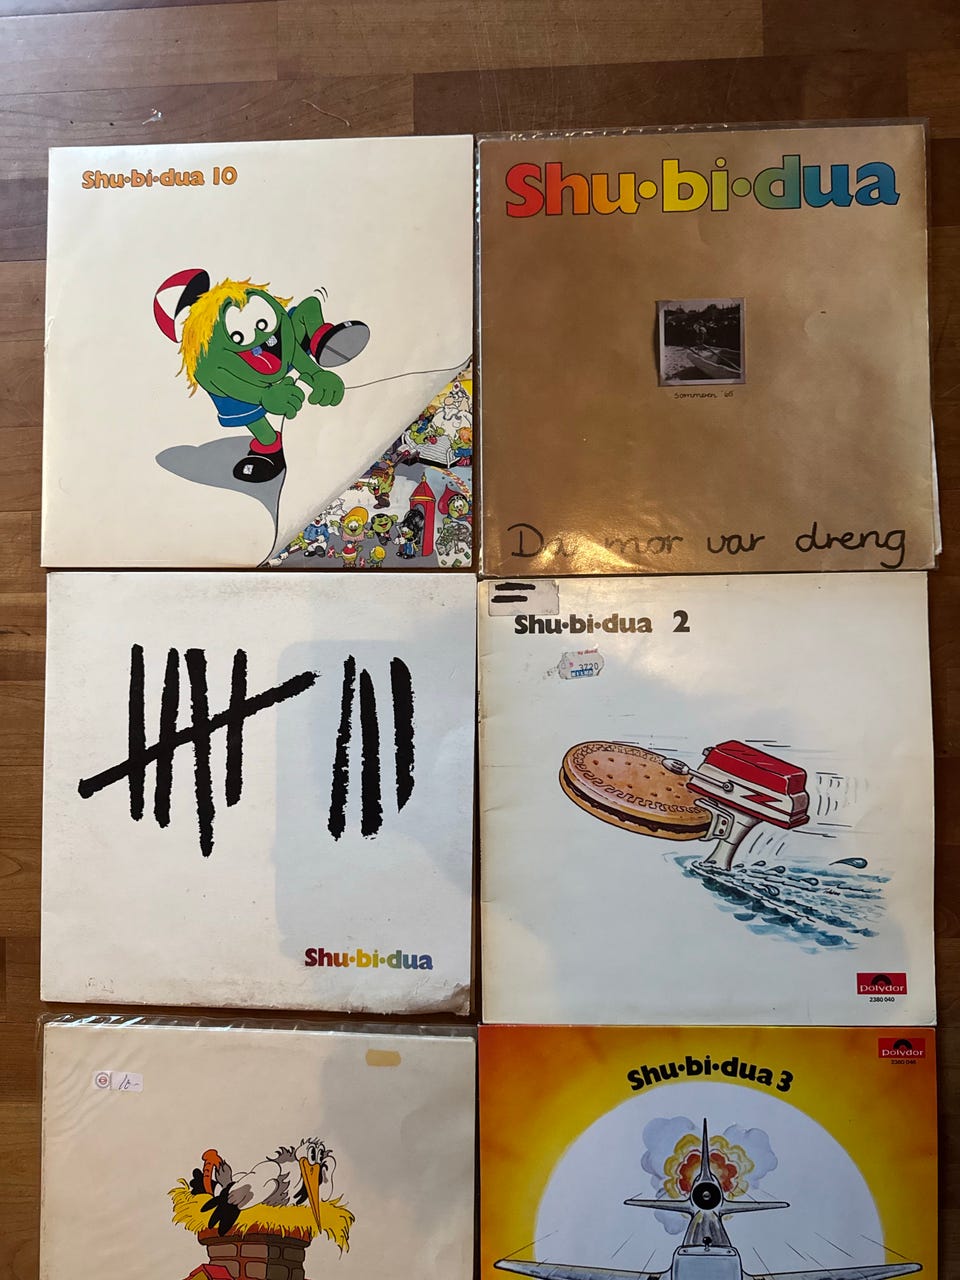 Shu•bi•dua 10
Shu•bi•dua
sommeren '65
Da mor var dreng
Shu•bi•dua
Shu•bi•dua 2
3720
polydor
2380 040
polydor
Shu•bi•dua 3